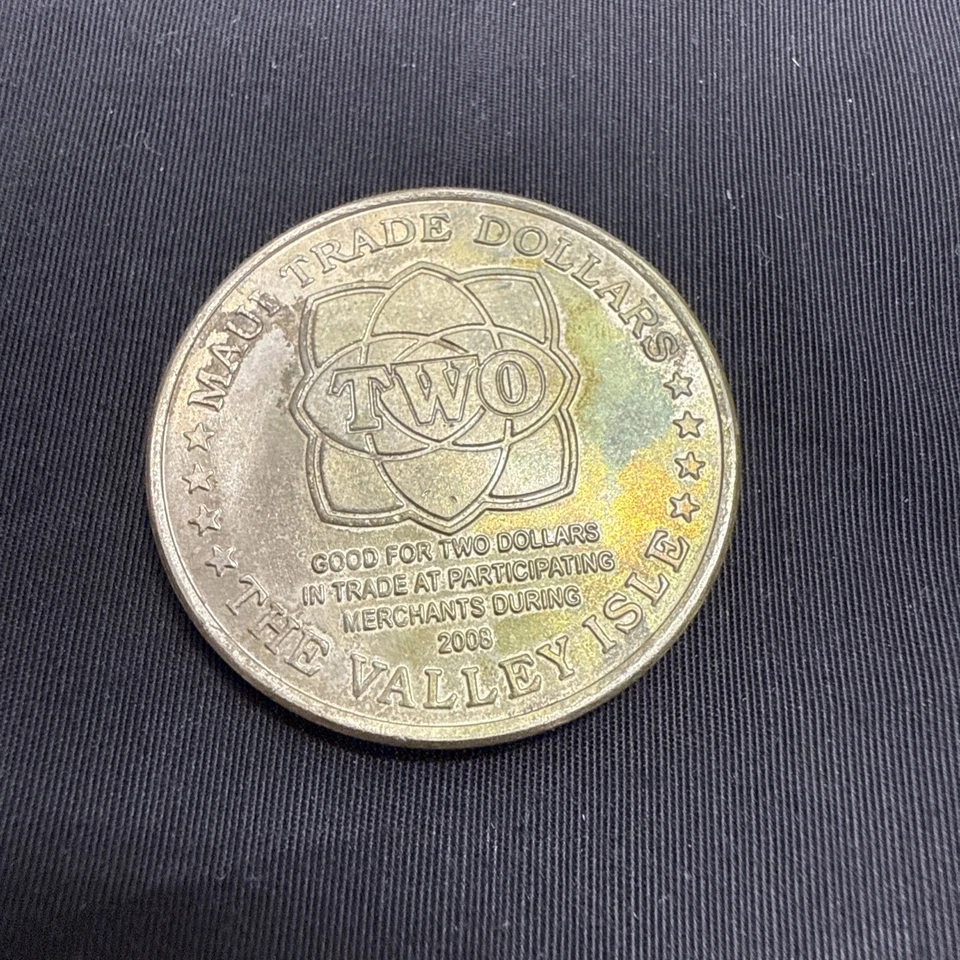 MAUI TRADE DOLLARS
TWO
GOOD FOR TWO DOLLARS
IN TRADE AT PARTICIPATING
MERCHANTS DURING
2008
THE VALLEY ISLE